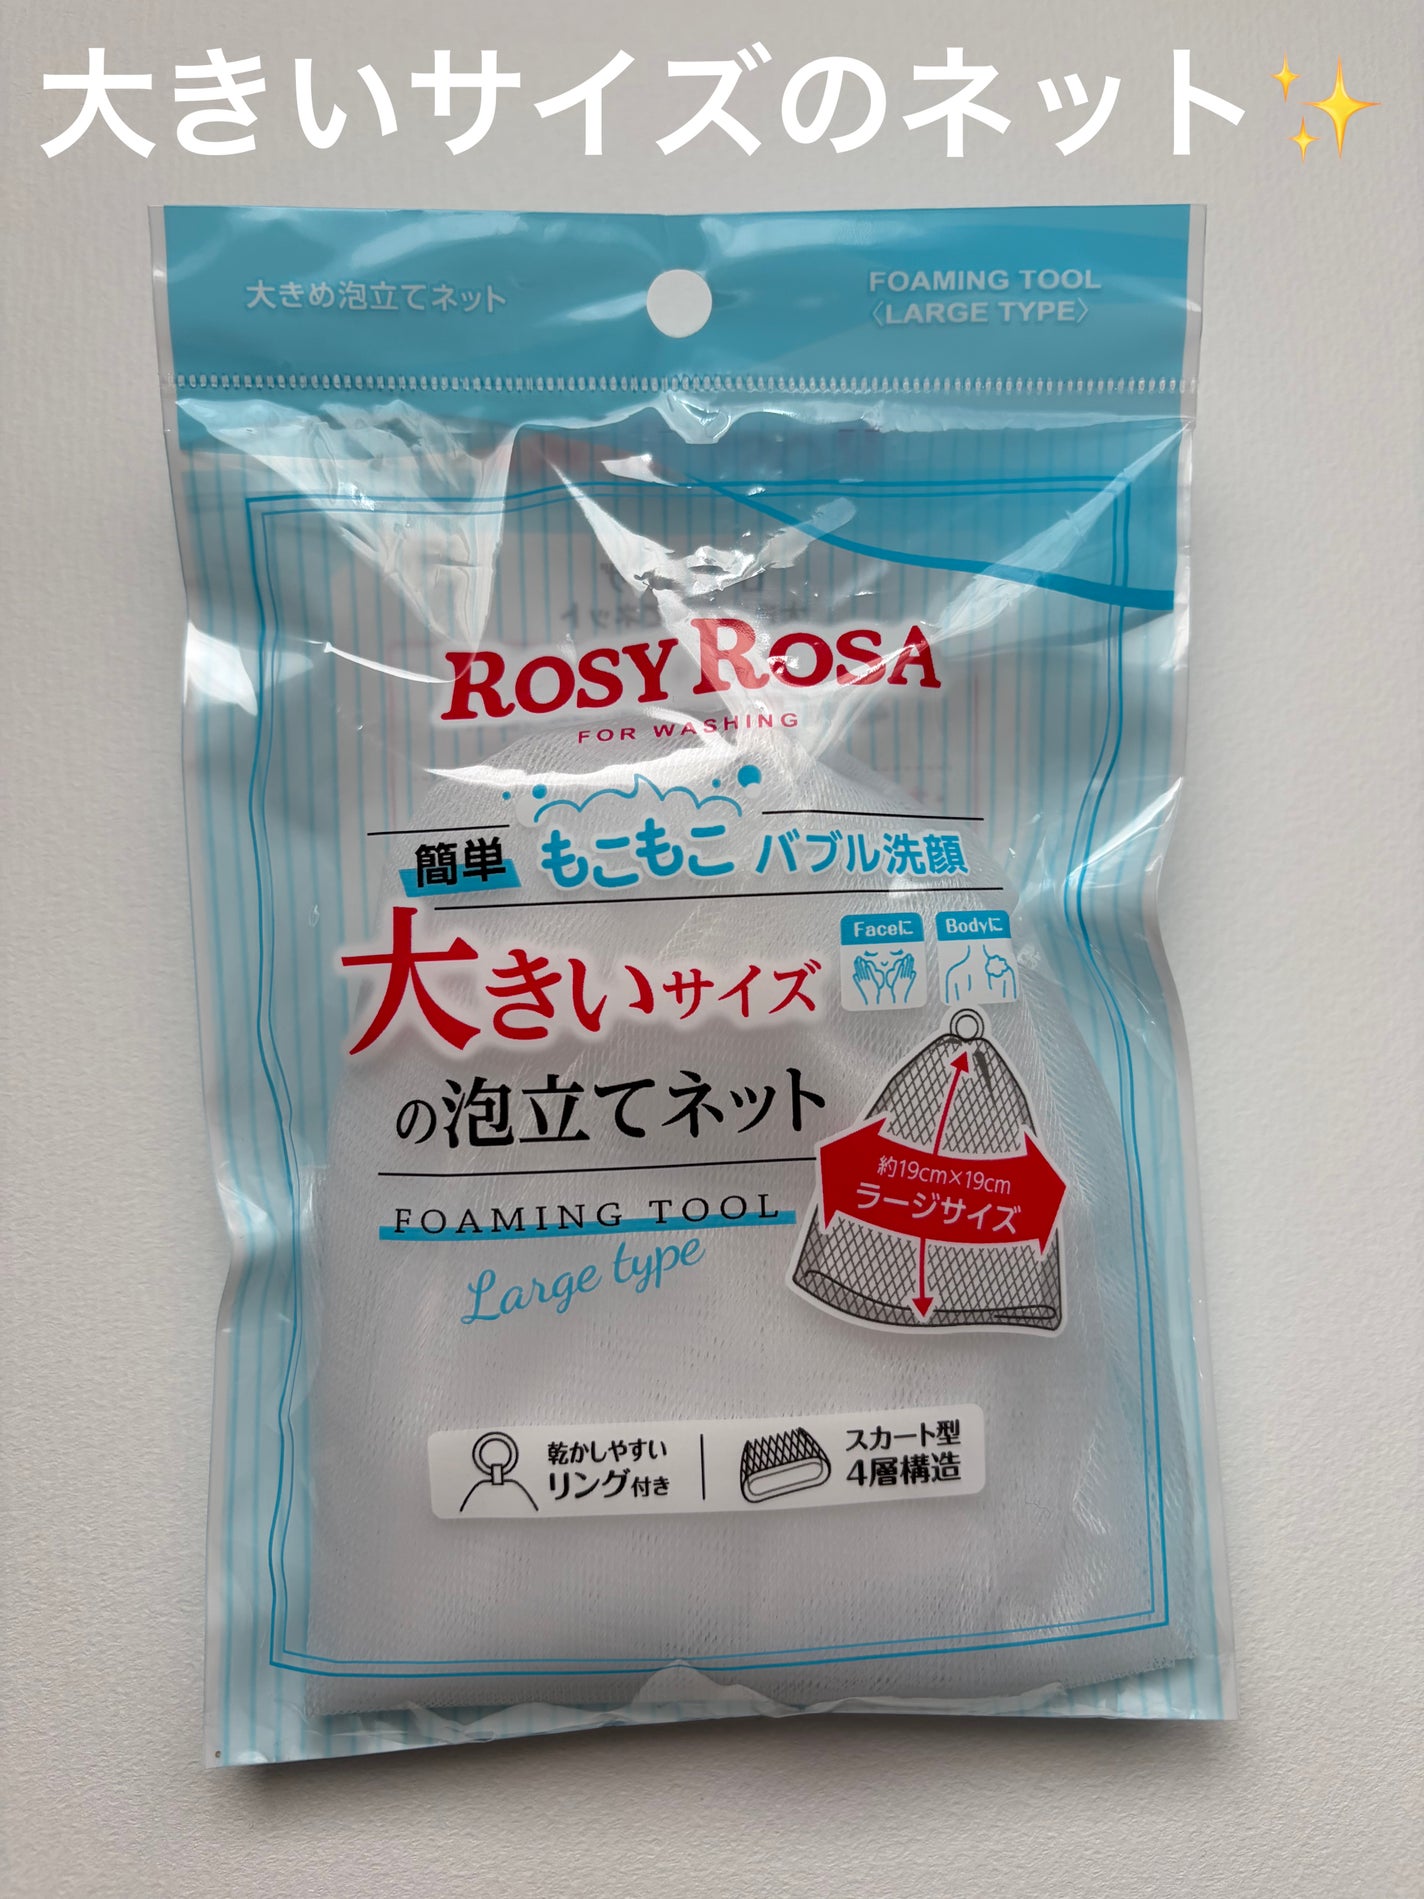 大きいサイズのネット✨
大きめ泡立てネット
FOAMING TOOL
〈LARGE TYPE〉
ROSY ROSA
FOR WASHING
簡単 もこもこ バブル洗顔
Faceに
Bodyに
大きいサイズ
の泡立てネット
約19cm×19cm
ラージサイズ
FOAMING TOOL
Large type
乾かしやすい
リング付き
スカート型
4層構造